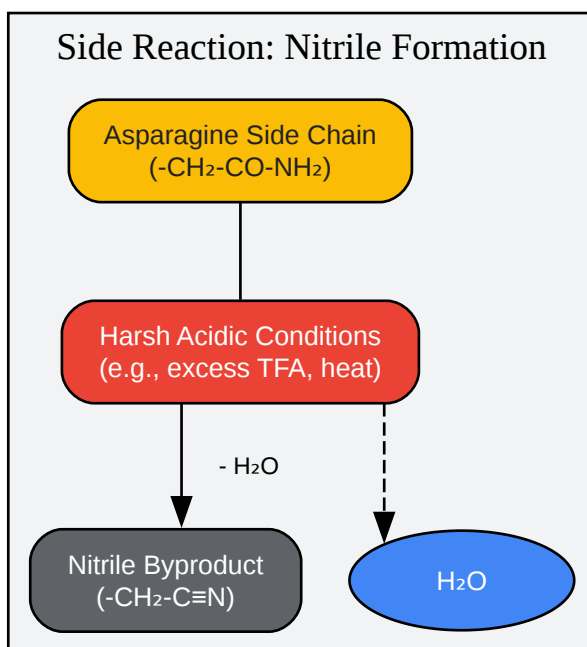 Side Reaction: Nitrile Formation
Asparagine Side Chain
(-CH₂-CO-NH₂)
Harsh Acidic Conditions
(e.g., excess TFA, heat)
- H₂O
Nitrile Byproduct
(-CH₂-C≡N)
H₂O